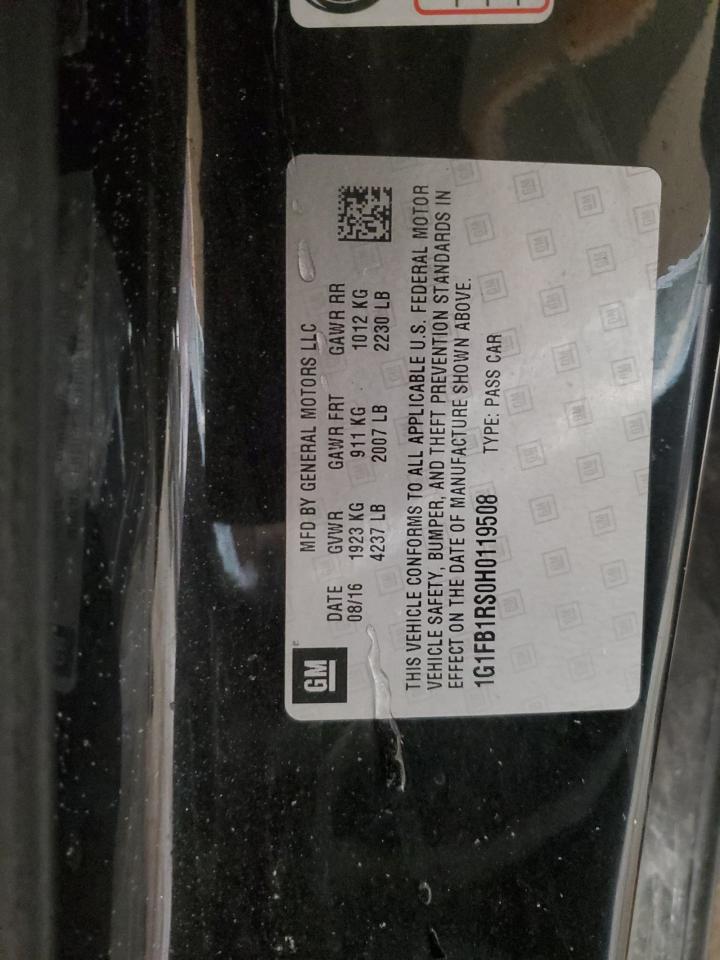 GM
MFD BY GENERAL MOTORS LLC
DATE GVWR GAWR FRT GAWR RR
08/16 1923 KG 911 KG 1012 KG
4237 LB 2007 LB 2230 LB
THIS VEHICLE CONFORMS TO ALL APPLICABLE U.S. FEDERAL MOTOR
VEHICLE SAFETY, BUMPER, AND THEFT PREVENTION STANDARDS IN
EFFECT ON THE DATE OF MANUFACTURE SHOWN ABOVE.
1G1FB1RS0H0119508 TYPE: PASS CAR